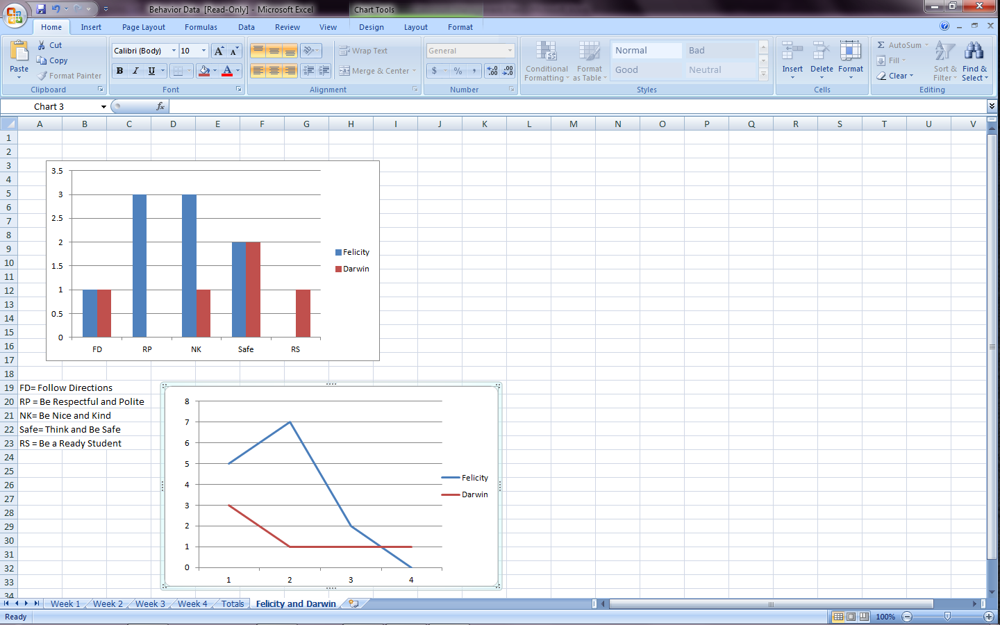 Behavior Data  [Read-Only] - Microsoft Excel
Chart Tools
Home Insert Page Layout Formulas Data Review View Design Layout Format
Paste
Cut
Copy
Format Painter
Clipboard
Calibri (Body) 10
B I U A
Font
Wrap Text
Merge & Center
Alignment
General
$ % ,
Number
Conditional Formatting
Format as Table
Normal Bad
Good Neutral
Styles
Insert Delete Format
Cells
Σ AutoSum
Fill
Clear
Sort & Filter
Find & Select
Editing
Chart 3 fx
A B C D E F G H I J K L M N O P Q R S T U V
1
2
3
4
5
6
7
8
9
10
11
12
13
14
15
16
17
18
19
20
21
22
23
24
25
26
27
28
29
30
31
32
33
34
3.5
3
2.5
2
1.5
1
0.5
0
FD RP NK Safe RS
Felicity
Darwin
FD= Follow Directions
RP = Be Respectful and Polite
NK= Be Nice and Kind
Safe= Think and Be Safe
RS = Be a Ready Student
8
7
6
5
4
3
2
1
0
1 2 3 4
Felicity
Darwin
Week 1 Week 2 Week 3 Week 4 Totals Felicity and Darwin
Ready 100%